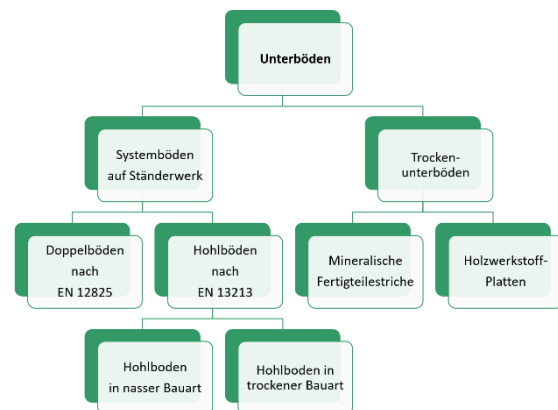 Unterböden
Systemböden
auf Ständerwerk
Trocken-
unterböden
Doppelböden
nach
EN 12825
Hohlböden
nach
EN 13213
Mineralische
Fertigteilestriche
Holzwerkstoff-
Platten
Hohlboden
in nasser Bauart
Hohlboden in
trockener Bauart